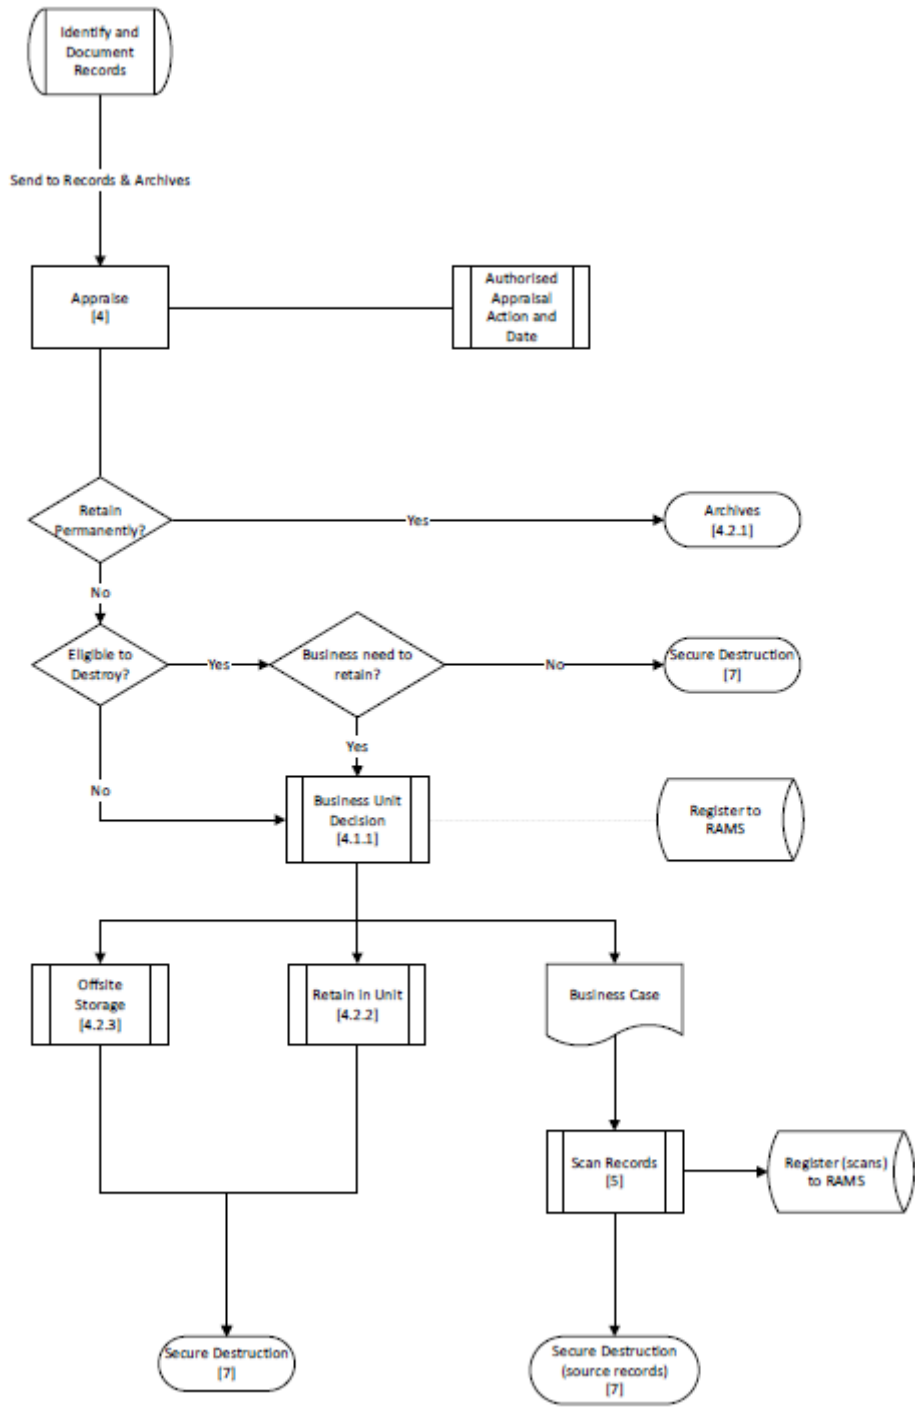 Identify and
Document
Records
Send to Records & Archives
Appraise
[4]
Authorised
Appraisal
Action and
Date
Retain
Permanently?
Yes
Archives
[4.2.1]
No
Eligible to
Destroy?
Yes
Business need to
retain?
No
Secure Destruction
[7]
Yes
No
Business Unit
Decision
[4.1.1]
Register to
RAMS
Offsite
Storage
[4.2.3]
Retain in Unit
[4.2.2]
Business Case
Scan Records
[5]
Register (scans)
to RAMS
Secure Destruction
[7]
Secure Destruction
(source records)
[7]